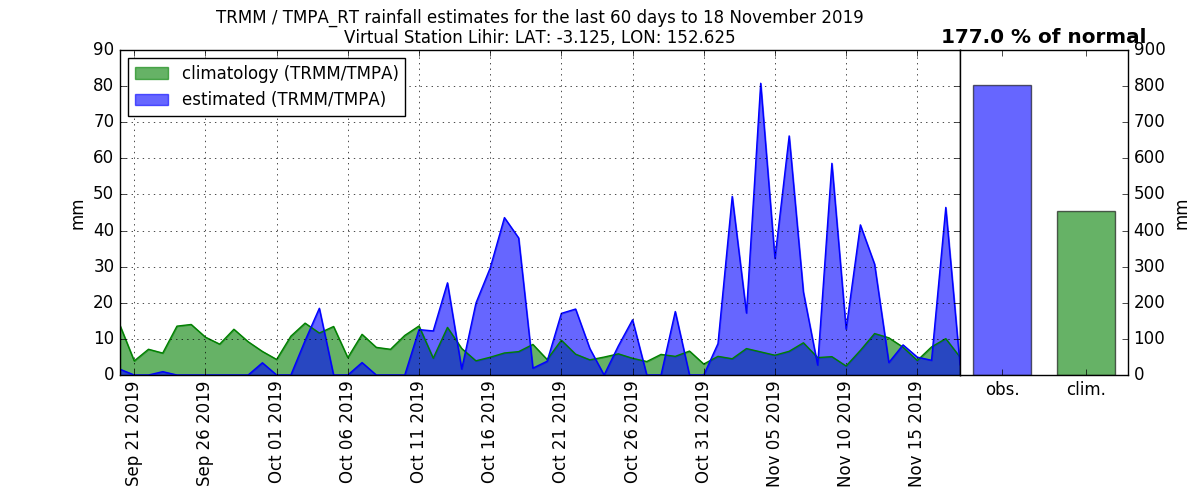 TRMM / TMPA_RT rainfall estimates for the last 60 days to 18 November 2019
Virtual Station Lihir: LAT: -3.125, LON: 152.625
177.0 % of normal
climatology (TRMM/TMPA)
estimated (TRMM/TMPA)
90
80
70
60
50
40
30
20
10
0
mm
Sep 21 2019
Sep 26 2019
Oct 01 2019
Oct 06 2019
Oct 11 2019
Oct 16 2019
Oct 21 2019
Oct 26 2019
Oct 31 2019
Nov 05 2019
Nov 10 2019
Nov 15 2019
obs.
clim.
900
800
700
600
500
400
300
200
100
0
mm